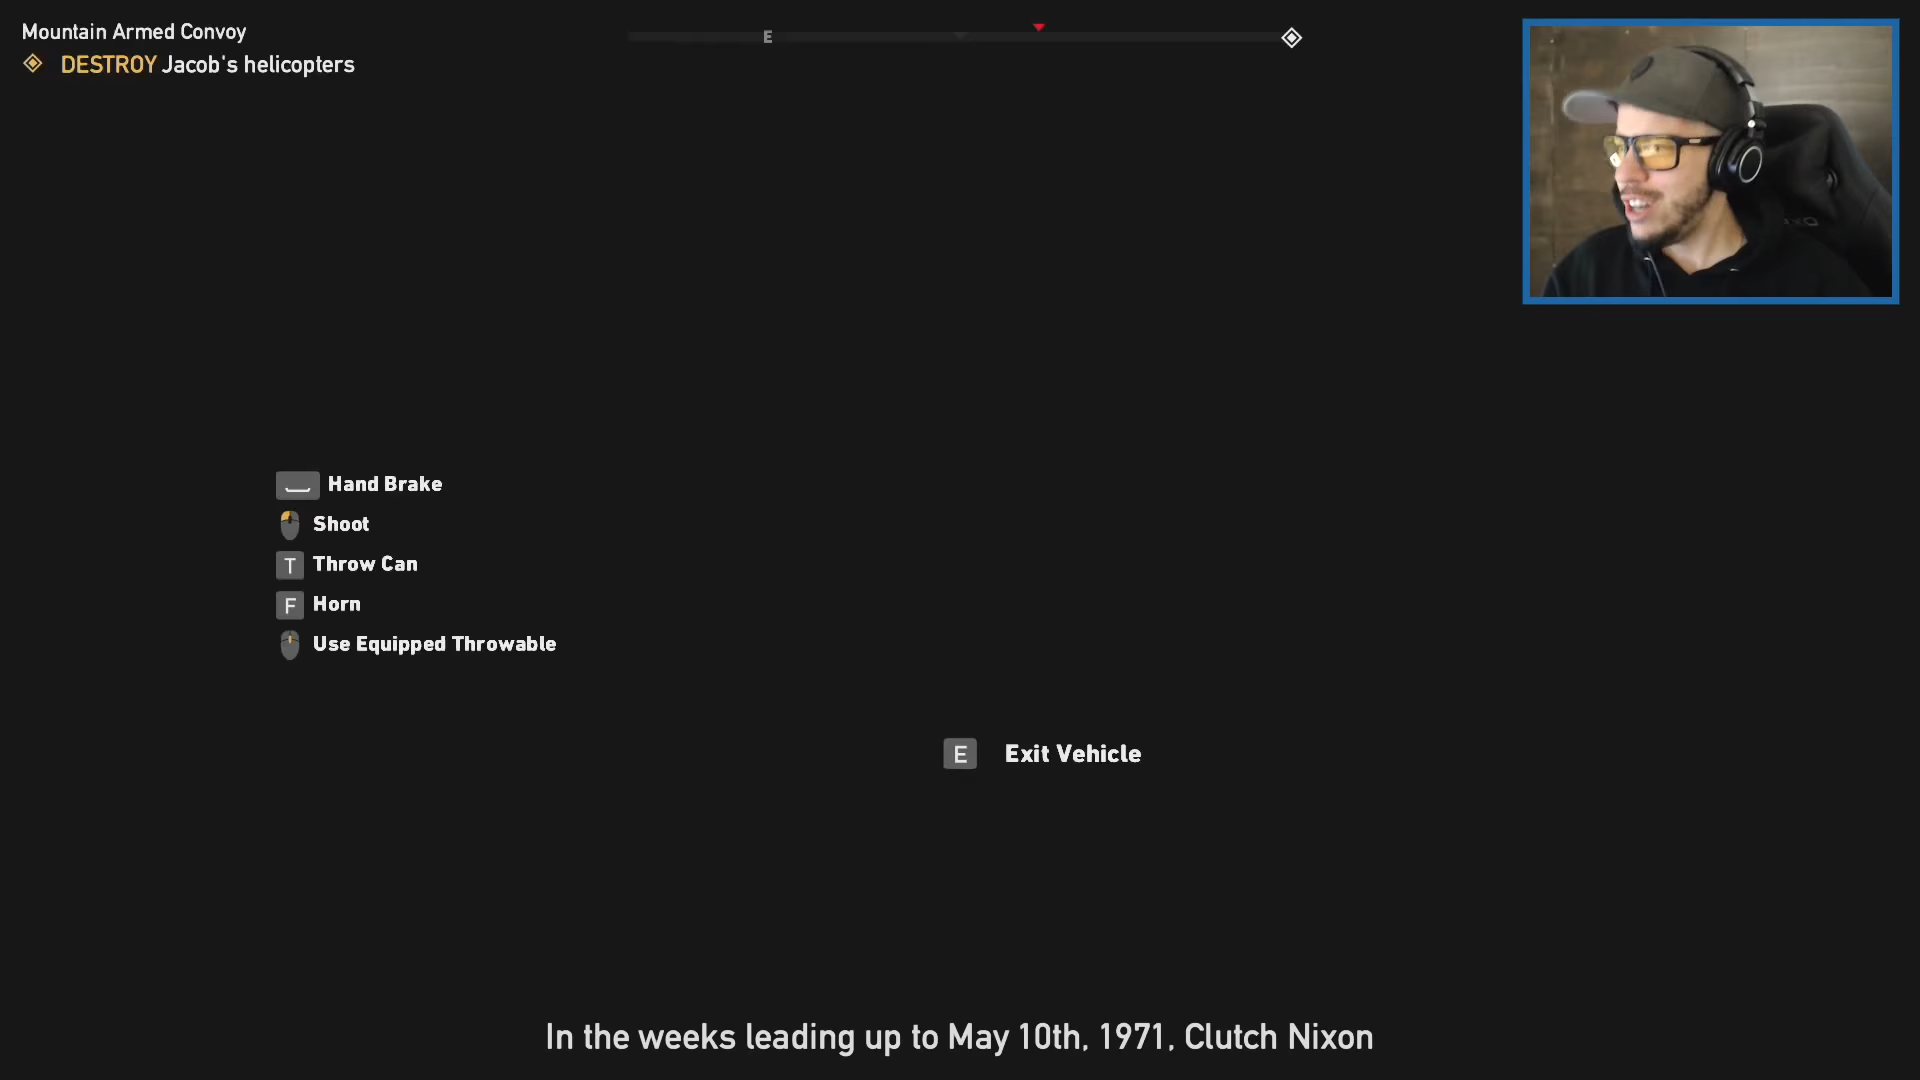 Mountain Armed Convoy
DESTROY Jacob's helicopters
E
Hand Brake
Shoot
T Throw Can
F Horn
Use Equipped Throwable
E Exit Vehicle
In the weeks leading up to May 10th, 1971, Clutch Nixon